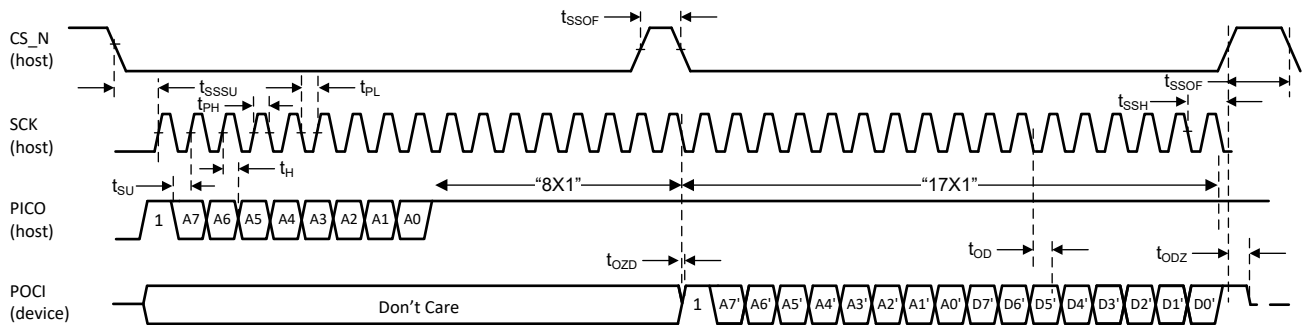 CS_N
(host)
tSSOF
tSSOF
tSSSU
tPH
tPL
tSSH
SCK
(host)
tSU
tH
“8X1”
“17X1”
PICO
(host)
1 A7 A6 A5 A4 A3 A2 A1 A0
tOZD
tOD
tODZ
POCI
(device)
Don’t Care
1 A7' A6' A5' A4' A3' A2' A1' A0' D7' D6' D5' D4' D3' D2' D1' D0'